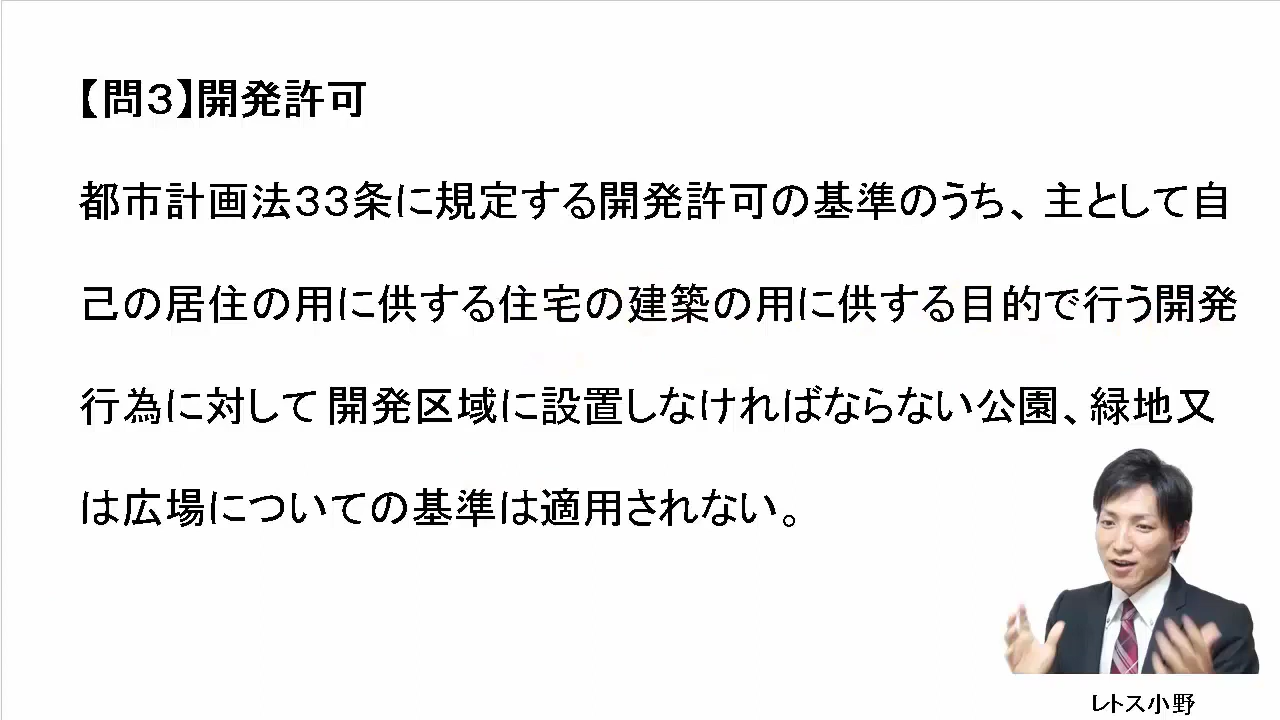 【問３】開発許可
都市計画法３３条に規定する開発許可の基準のうち、主として自
己の居住の用に供する住宅の建築の用に供する目的で行う開発
行為に対して開発区域に設置しなければならない公園、緑地又
は広場についての基準は適用されない。
レトス小野